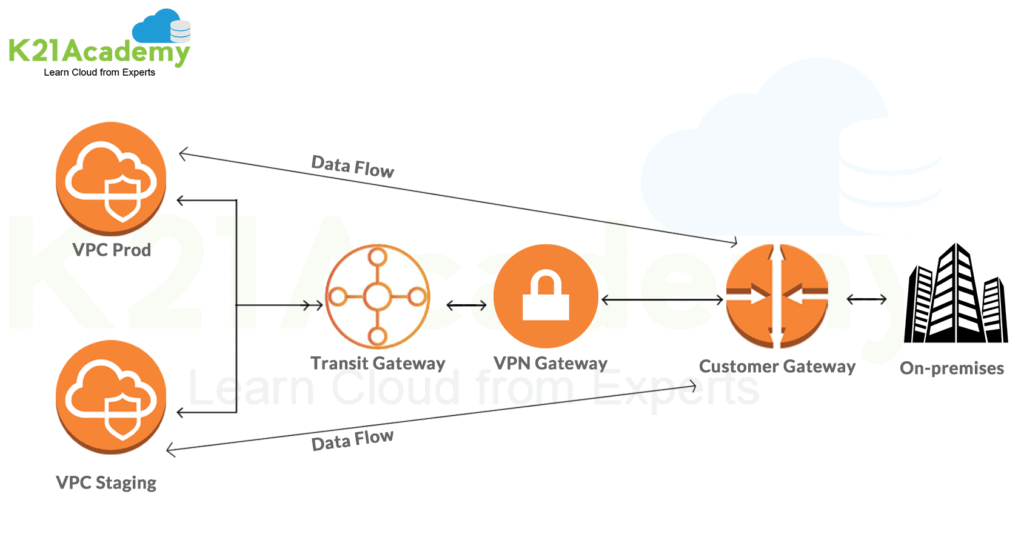 K21Academy
Learn Cloud from Experts
Data Flow
VPC Prod
K21Academy
Transit Gateway
VPN Gateway
Customer Gateway
On-premises
Learn Cloud from Experts
Data Flow
VPC Staging